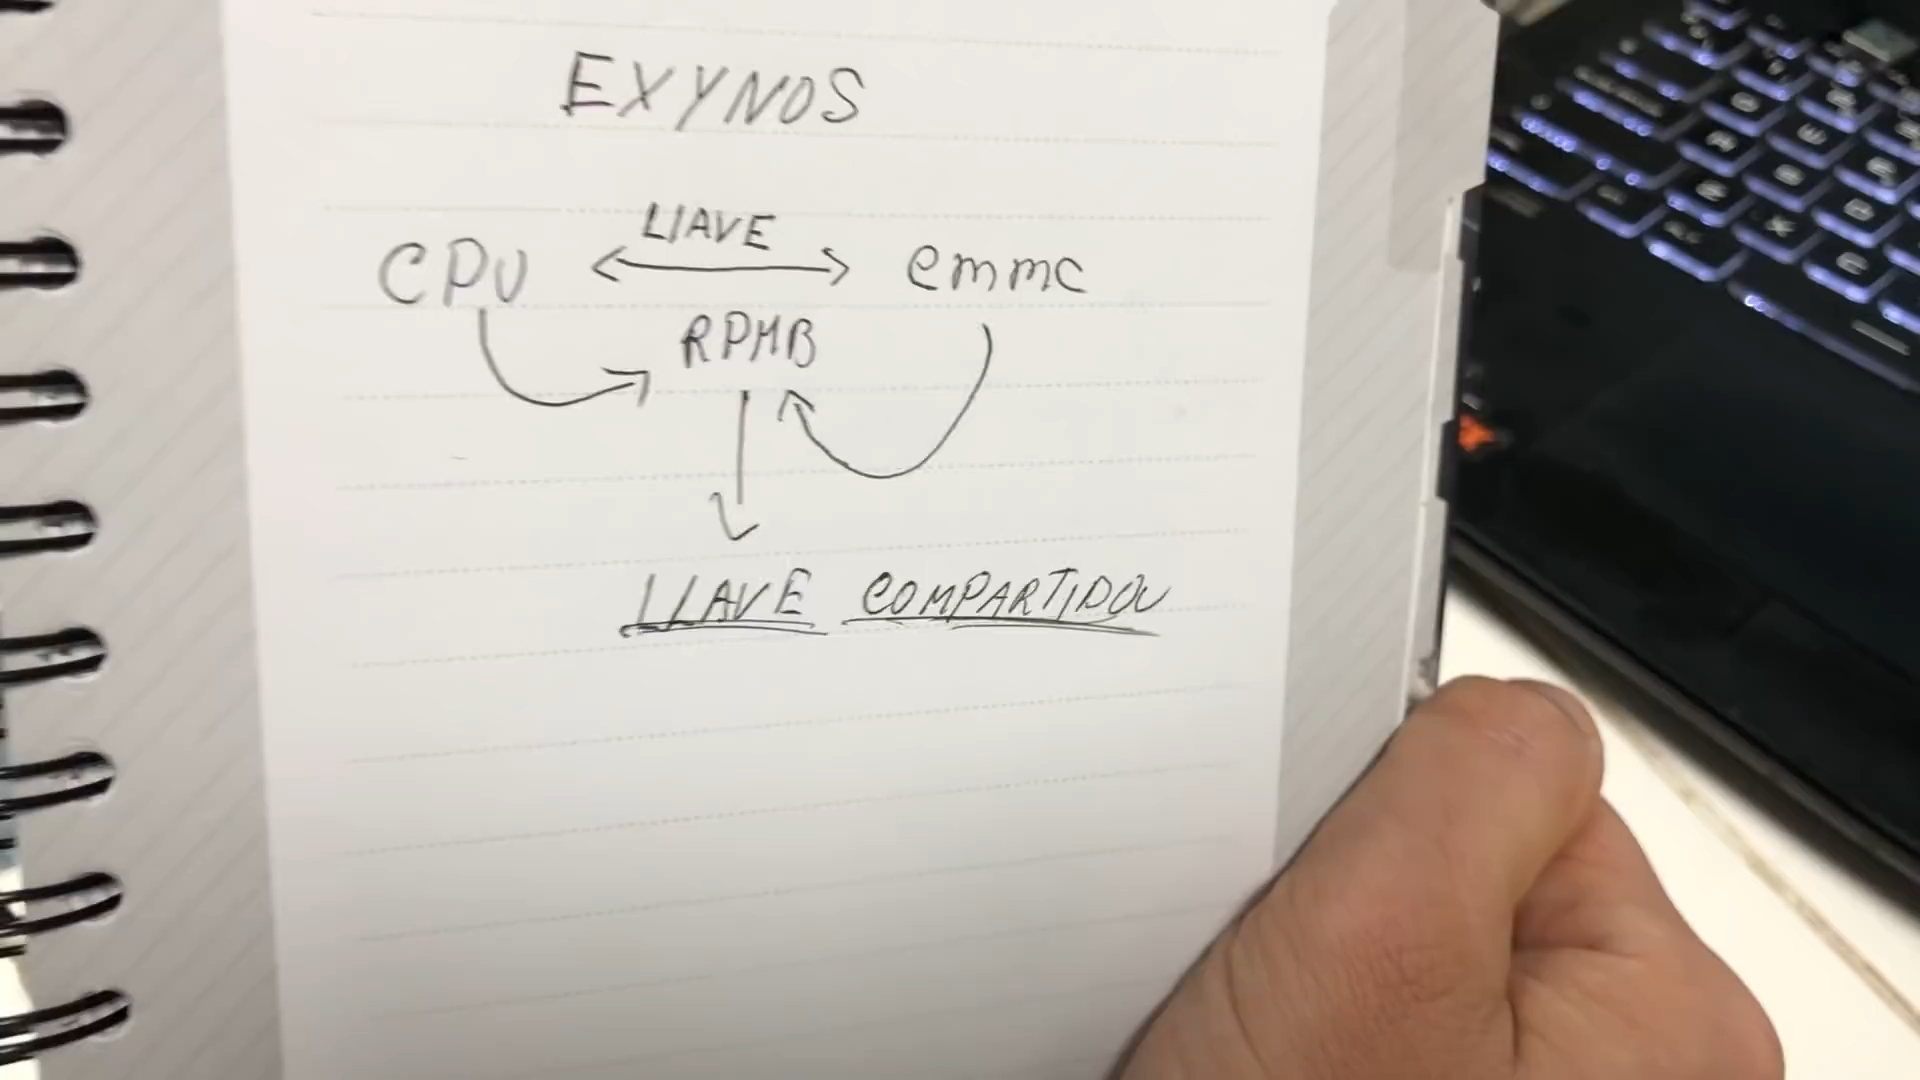 EXYNOS
LLAVE
CPU emmc
RPMB
LLAVE COMPARTIDA